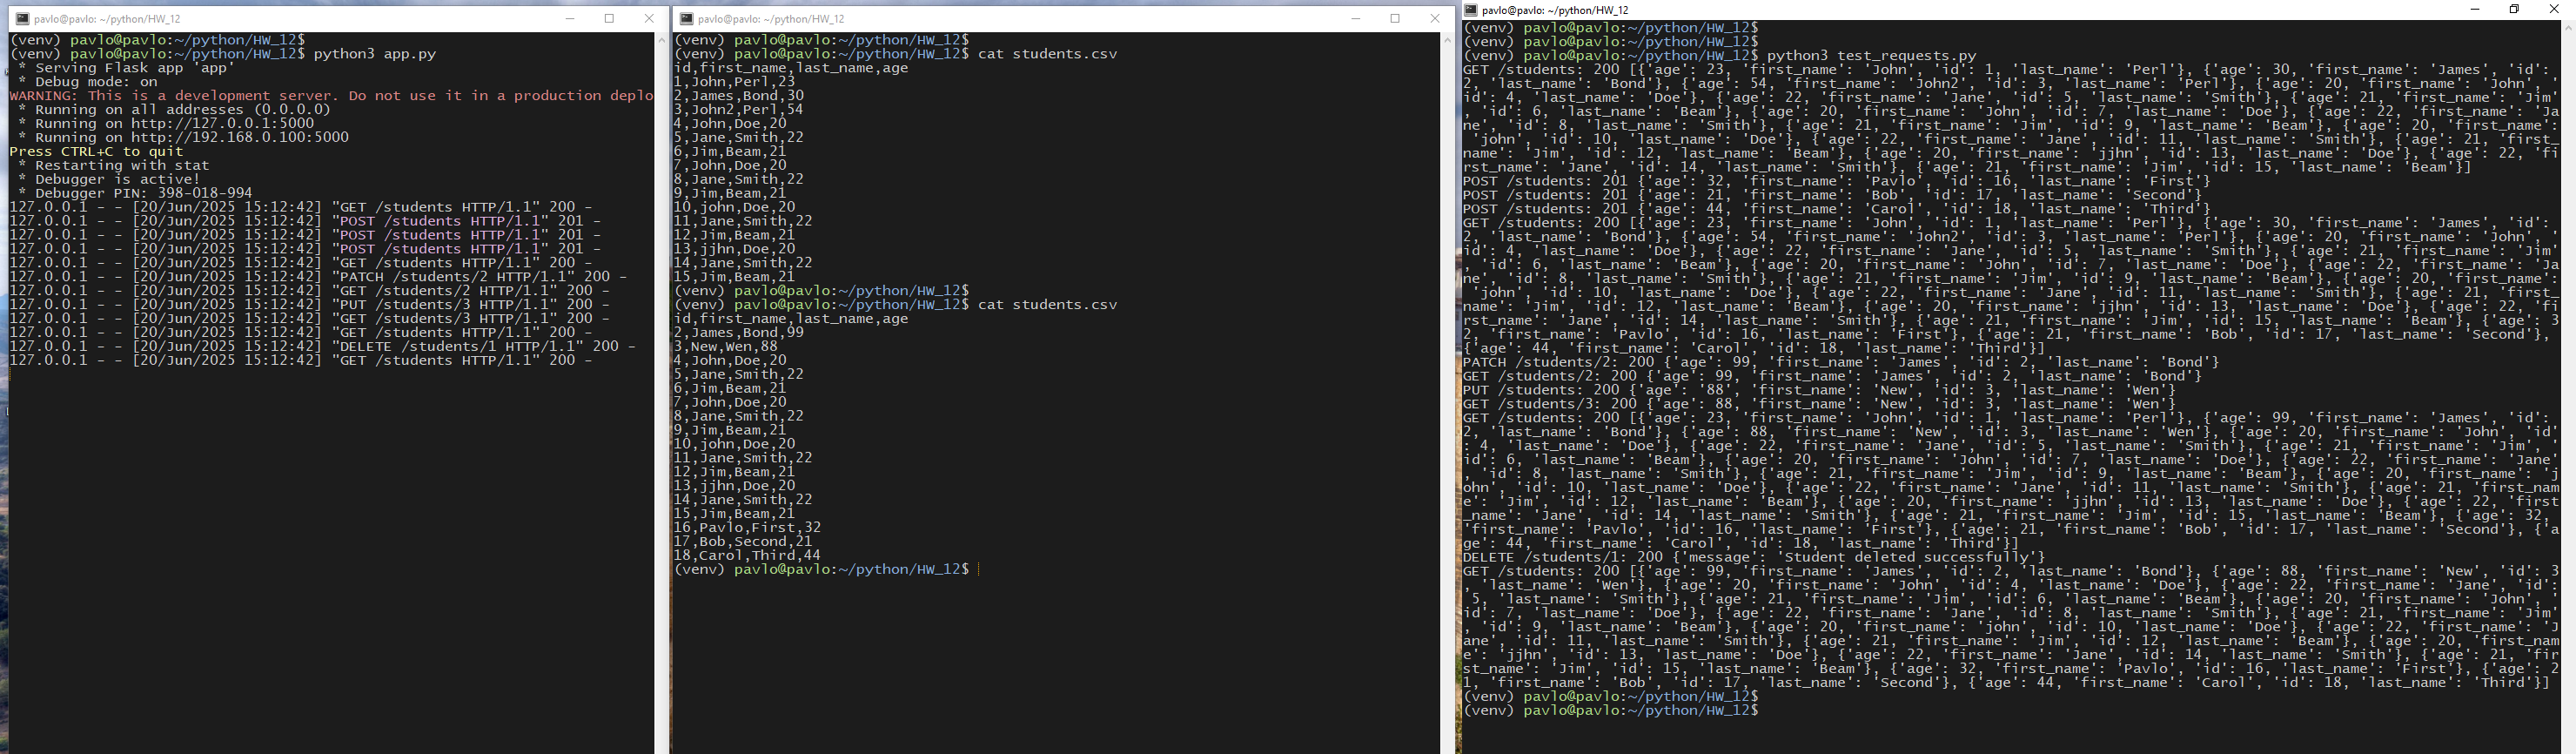 pavlo@pavlo: ~/python/HW_12
(venv) pavlo@pavlo:~/python/HW_12$
(venv) pavlo@pavlo:~/python/HW_12$ python3 app.py
 * Serving Flask app 'app'
 * Debug mode: on
WARNING: This is a development server. Do not use it in a production deplo
 * Running on all addresses (0.0.0.0)
 * Running on http://127.0.0.1:5000
 * Running on http://192.168.0.100:5000
Press CTRL+C to quit
 * Restarting with stat
 * Debugger is active!
 * Debugger PIN: 398-018-994
127.0.0.1 - - [20/Jun/2025 15:12:42] "GET /students HTTP/1.1" 200 -
127.0.0.1 - - [20/Jun/2025 15:12:42] "POST /students HTTP/1.1" 201 -
127.0.0.1 - - [20/Jun/2025 15:12:42] "POST /students HTTP/1.1" 201 -
127.0.0.1 - - [20/Jun/2025 15:12:42] "POST /students HTTP/1.1" 201 -
127.0.0.1 - - [20/Jun/2025 15:12:42] "GET /students HTTP/1.1" 200 -
127.0.0.1 - - [20/Jun/2025 15:12:42] "PATCH /students/2 HTTP/1.1" 200 -
127.0.0.1 - - [20/Jun/2025 15:12:42] "GET /students/2 HTTP/1.1" 200 -
127.0.0.1 - - [20/Jun/2025 15:12:42] "PUT /students/3 HTTP/1.1" 200 -
127.0.0.1 - - [20/Jun/2025 15:12:42] "GET /students/3 HTTP/1.1" 200 -
127.0.0.1 - - [20/Jun/2025 15:12:42] "GET /students HTTP/1.1" 200 -
127.0.0.1 - - [20/Jun/2025 15:12:42] "DELETE /students/1 HTTP/1.1" 200 -
127.0.0.1 - - [20/Jun/2025 15:12:42] "GET /students HTTP/1.1" 200 -
pavlo@pavlo: ~/python/HW_12
(venv) pavlo@pavlo:~/python/HW_12$
(venv) pavlo@pavlo:~/python/HW_12$ cat students.csv
id,first_name,last_name,age
1,John,Perl,23
2,James,Bond,30
3,John2,Perl,54
4,John,Doe,20
5,Jane,Smith,22
6,Jim,Beam,21
7,John,Doe,20
8,Jane,Smith,22
9,Jim,Beam,21
10,john,Doe,20
11,Jane,Smith,22
12,Jim,Beam,21
13,jjhn,Doe,20
14,Jane,Smith,22
15,Jim,Beam,21
(venv) pavlo@pavlo:~/python/HW_12$
(venv) pavlo@pavlo:~/python/HW_12$ cat students.csv
id,first_name,last_name,age
2,James,Bond,99
3,New,Wen,88
4,John,Doe,20
5,Jane,Smith,22
6,Jim,Beam,21
7,John,Doe,20
8,Jane,Smith,22
9,Jim,Beam,21
10,john,Doe,20
11,Jane,Smith,22
12,Jim,Beam,21
13,jjhn,Doe,20
14,Jane,Smith,22
15,Jim,Beam,21
16,Pavlo,First,32
17,Bob,Second,21
18,Carol,Third,44
(venv) pavlo@pavlo:~/python/HW_12$
pavlo@pavlo: ~/python/HW_12
(venv) pavlo@pavlo:~/python/HW_12$
(venv) pavlo@pavlo:~/python/HW_12$
(venv) pavlo@pavlo:~/python/HW_12$ python3 test_requests.py
GET /students: 200 [{'age': 23, 'first_name': 'John', 'id': 1, 'last_name': 'Perl'}, {'age': 30, 'first_name': 'James', 'id':
2, 'last_name': 'Bond'}, {'age': 54, 'first_name': 'John2', 'id': 3, 'last_name': 'Perl'}, {'age': 20, 'first_name': 'John', '
id': 4, 'last_name': 'Doe'}, {'age': 22, 'first_name': 'Jane', 'id': 5, 'last_name': 'Smith'}, {'age': 21, 'first_name': 'Jim'
, 'id': 6, 'last_name': 'Beam'}, {'age': 20, 'first_name': 'John', 'id': 7, 'last_name': 'Doe'}, {'age': 22, 'first_name': 'Ja
ne', 'id': 8, 'last_name': 'Smith'}, {'age': 21, 'first_name': 'Jim', 'id': 9, 'last_name': 'Beam'}, {'age': 20, 'first_name':
 'john', 'id': 10, 'last_name': 'Doe'}, {'age': 22, 'first_name': 'Jane', 'id': 11, 'last_name': 'Smith'}, {'age': 21, 'first_
name': 'Jim', 'id': 12, 'last_name': 'Beam'}, {'age': 20, 'first_name': 'jjhn', 'id': 13, 'last_name': 'Doe'}, {'age': 22, 'fi
rst_name': 'Jane', 'id': 14, 'last_name': 'Smith'}, {'age': 21, 'first_name': 'Jim', 'id': 15, 'last_name': 'Beam'}]
POST /students: 201 {'age': 32, 'first_name': 'Pavlo', 'id': 16, 'last_name': 'First'}
POST /students: 201 {'age': 21, 'first_name': 'Bob', 'id': 17, 'last_name': 'Second'}
POST /students: 201 {'age': 44, 'first_name': 'Carol', 'id': 18, 'last_name': 'Third'}
GET /students: 200 [{'age': 23, 'first_name': 'John', 'id': 1, 'last_name': 'Perl'}, {'age': 30, 'first_name': 'James', 'id':
2, 'last_name': 'Bond'}, {'age': 54, 'first_name': 'John2', 'id': 3, 'last_name': 'Perl'}, {'age': 20, 'first_name': 'John', '
id': 4, 'last_name': 'Doe'}, {'age': 22, 'first_name': 'Jane', 'id': 5, 'last_name': 'Smith'}, {'age': 21, 'first_name': 'Jim'
, 'id': 6, 'last_name': 'Beam'}, {'age': 20, 'first_name': 'John', 'id': 7, 'last_name': 'Doe'}, {'age': 22, 'first_name': 'Ja
ne', 'id': 8, 'last_name': 'Smith'}, {'age': 21, 'first_name': 'Jim', 'id': 9, 'last_name': 'Beam'}, {'age': 20, 'first_name':
 'john', 'id': 10, 'last_name': 'Doe'}, {'age': 22, 'first_name': 'Jane', 'id': 11, 'last_name': 'Smith'}, {'age': 21, 'first_
name': 'Jim', 'id': 12, 'last_name': 'Beam'}, {'age': 20, 'first_name': 'jjhn', 'id': 13, 'last_name': 'Doe'}, {'age': 22, 'fi
rst_name': 'Jane', 'id': 14, 'last_name': 'Smith'}, {'age': 21, 'first_name': 'Jim', 'id': 15, 'last_name': 'Beam'}, {'age': 3
2, 'first_name': 'Pavlo', 'id': 16, 'last_name': 'First'}, {'age': 21, 'first_name': 'Bob', 'id': 17, 'last_name': 'Second'},
{'age': 44, 'first_name': 'Carol', 'id': 18, 'last_name': 'Third'}]
PATCH /students/2: 200 {'age': 99, 'first_name': 'James', 'id': 2, 'last_name': 'Bond'}
GET /students/2: 200 {'age': 99, 'first_name': 'James', 'id': 2, 'last_name': 'Bond'}
PUT /students: 200 {'age': '88', 'first_name': 'New', 'id': 3, 'last_name': 'Wen'}
GET /students/3: 200 {'age': 88, 'first_name': 'New', 'id': 3, 'last_name': 'Wen'}
GET /students: 200 [{'age': 23, 'first_name': 'John', 'id': 1, 'last_name': 'Perl'}, {'age': 99, 'first_name': 'James', 'id':
2, 'last_name': 'Bond'}, {'age': 88, 'first_name': 'New', 'id': 3, 'last_name': 'Wen'}, {'age': 20, 'first_name': 'John', 'id'
: 4, 'last_name': 'Doe'}, {'age': 22, 'first_name': 'Jane', 'id': 5, 'last_name': 'Smith'}, {'age': 21, 'first_name': 'Jim', '
id': 6, 'last_name': 'Beam'}, {'age': 20, 'first_name': 'John', 'id': 7, 'last_name': 'Doe'}, {'age': 22, 'first_name': 'Jane'
, 'id': 8, 'last_name': 'Smith'}, {'age': 21, 'first_name': 'Jim', 'id': 9, 'last_name': 'Beam'}, {'age': 20, 'first_name': 'j
ohn', 'id': 10, 'last_name': 'Doe'}, {'age': 22, 'first_name': 'Jane', 'id': 11, 'last_name': 'Smith'}, {'age': 21, 'first_nam
e': 'Jim', 'id': 12, 'last_name': 'Beam'}, {'age': 20, 'first_name': 'jjhn', 'id': 13, 'last_name': 'Doe'}, {'age': 22, 'first
_name': 'Jane', 'id': 14, 'last_name': 'Smith'}, {'age': 21, 'first_name': 'Jim', 'id': 15, 'last_name': 'Beam'}, {'age': 32,
'first_name': 'Pavlo', 'id': 16, 'last_name': 'First'}, {'age': 21, 'first_name': 'Bob', 'id': 17, 'last_name': 'Second'}, {'a
ge': 44, 'first_name': 'Carol', 'id': 18, 'last_name': 'Third'}]
DELETE /students/1: 200 {'message': 'Student deleted successfully'}
GET /students: 200 [{'age': 99, 'first_name': 'James', 'id': 2, 'last_name': 'Bond'}, {'age': 88, 'first_name': 'New', 'id': 3
, 'last_name': 'Wen'}, {'age': 20, 'first_name': 'John', 'id': 4, 'last_name': 'Doe'}, {'age': 22, 'first_name': 'Jane', 'id':
 5, 'last_name': 'Smith'}, {'age': 21, 'first_name': 'Jim', 'id': 6, 'last_name': 'Beam'}, {'age': 20, 'first_name': 'John', '
id': 7, 'last_name': 'Doe'}, {'age': 22, 'first_name': 'Jane', 'id': 8, 'last_name': 'Smith'}, {'age': 21, 'first_name': 'Jim'
, 'id': 9, 'last_name': 'Beam'}, {'age': 20, 'first_name': 'john', 'id': 10, 'last_name': 'Doe'}, {'age': 22, 'first_name': 'J
ane', 'id': 11, 'last_name': 'Smith'}, {'age': 21, 'first_name': 'Jim', 'id': 12, 'last_name': 'Beam'}, {'age': 20, 'first_nam
e': 'jjhn', 'id': 13, 'last_name': 'Doe'}, {'age': 22, 'first_name': 'Jane', 'id': 14, 'last_name': 'Smith'}, {'age': 21, 'fir
st_name': 'Jim', 'id': 15, 'last_name': 'Beam'}, {'age': 32, 'first_name': 'Pavlo', 'id': 16, 'last_name': 'First'}, {'age': 2
1, 'first_name': 'Bob', 'id': 17, 'last_name': 'Second'}, {'age': 44, 'first_name': 'Carol', 'id': 18, 'last_name': 'Third'}]
(venv) pavlo@pavlo:~/python/HW_12$
(venv) pavlo@pavlo:~/python/HW_12$